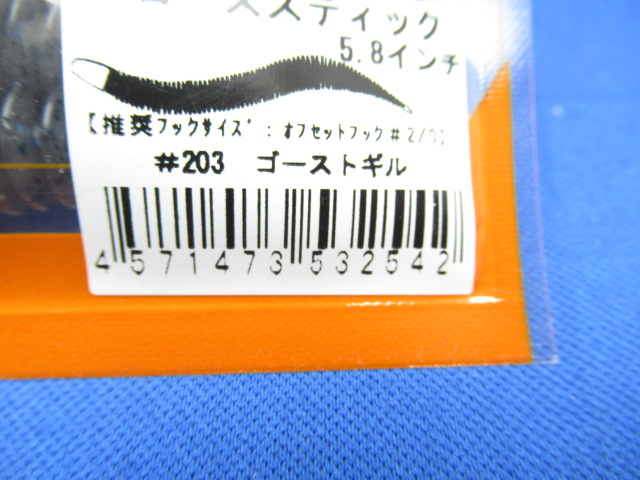 ースティック
5.8インチ
【推奨フックサイズ：オフセットフック＃2/0】
#203 ゴーストギル
4 571473 532542